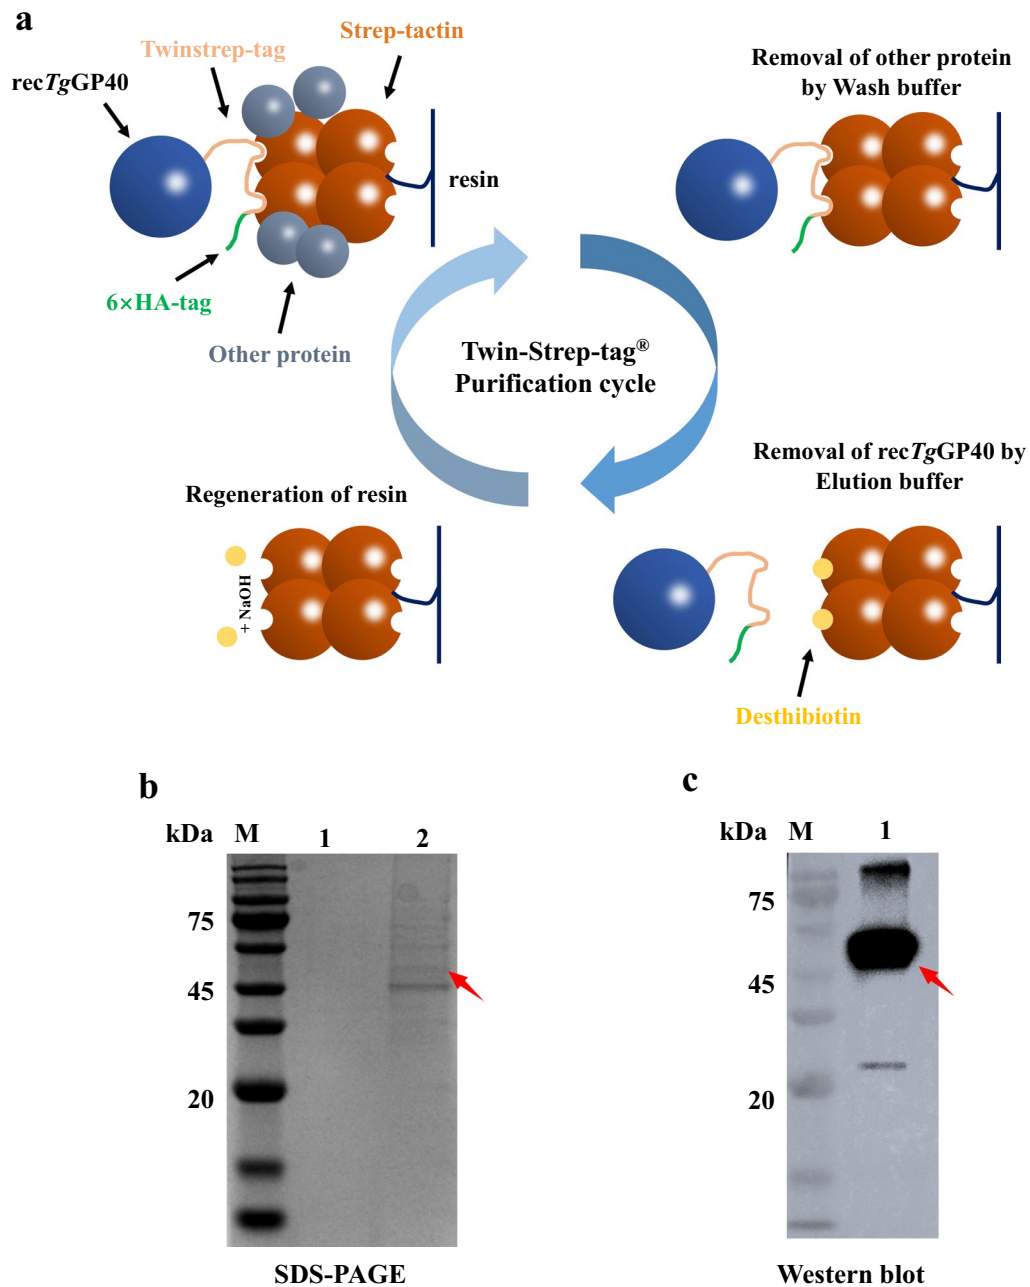 a
Twinstrep-tag
Strep-tactin
recTgGP40
resin
6×HA-tag
Other protein
Removal of other protein
by Wash buffer
Twin-Strep-tag®
Purification cycle
Removal of recTgGP40 by
Elution buffer
Desthibiotin
Regeneration of resin
+ NaOH
b
kDa M 1 2
75
45
20
SDS-PAGE
c
kDa M 1
75
45
20
Western blot